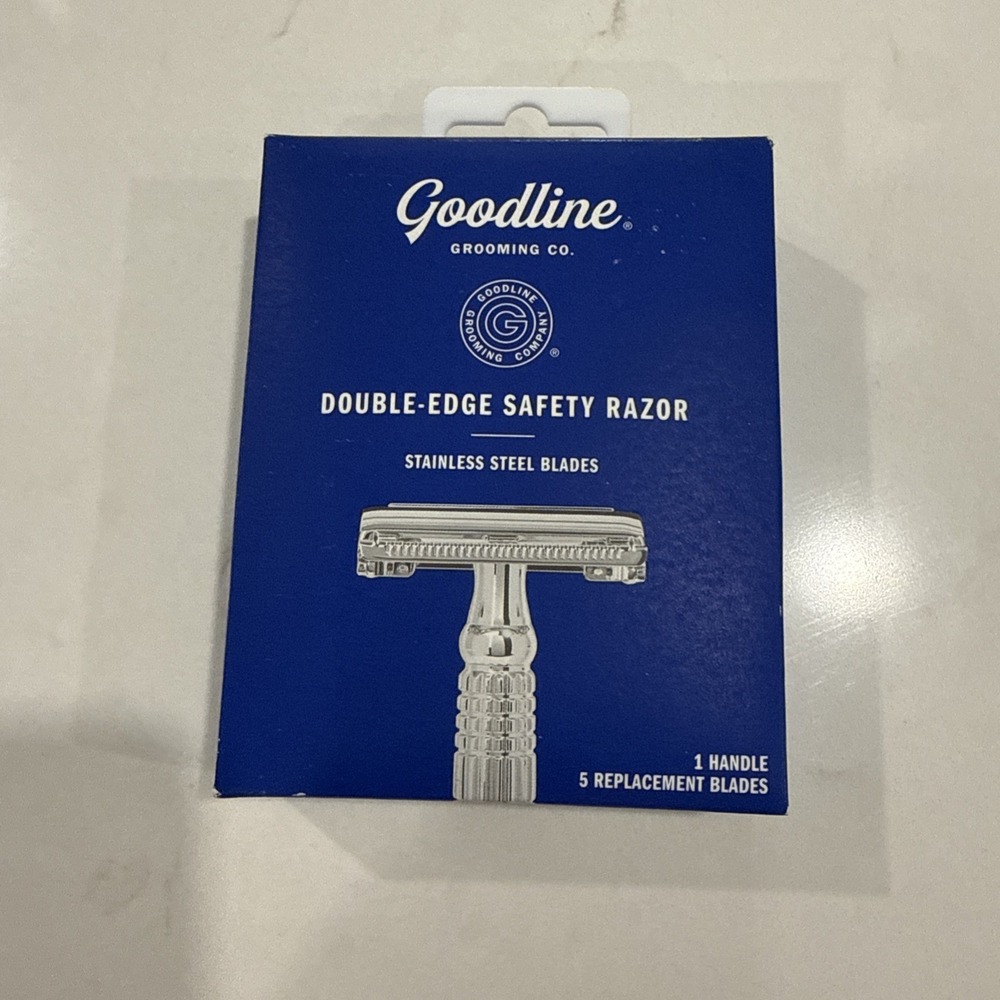 Goodline®
GROOMING CO.
GOODLINE
GROOMING COMPANY
G
®
DOUBLE-EDGE SAFETY RAZOR
STAINLESS STEEL BLADES
1 HANDLE
5 REPLACEMENT BLADES